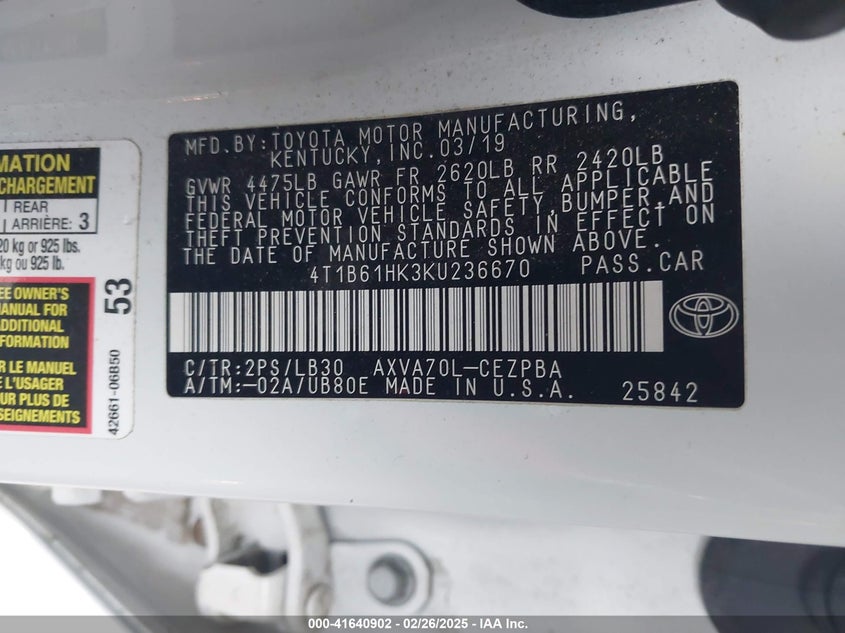 MFD.BY:TOYOTA MOTOR MANUFACTURING,
KENTUCKY,INC.03/19
GVWR 4475LB GAWR FR 2620LB RR 2420LB
THIS VEHICLE CONFORMS TO ALL APPLICABLE
FEDERAL MOTOR VEHICLE SAFETY,BUMPER,AND
THEFT PREVENTION STANDARDS IN EFFECT ON
THE DATE OF MANUFACTURE SHOWN ABOVE.
4T1B61HK3KU236670 PASS.CAR
C/TR:2PS/LB30 AXVA70L-CEZPBA
A/TM:-02A/UB80E MADE IN U.S.A. 25842
MATION
CHARGEMENT
REAR
ARRIÈRE: 3
20 kg or 925 lbs.
kg ou 925 lb.
EE OWNER'S
MANUAL FOR
ADDITIONAL
FORMATION
R LE MANUEL
L'USAGER
UR PLUS DE
SEIGNEMENTS
53
42661-06B50
000-41640902 - 02/26/2025 - IAA Inc.